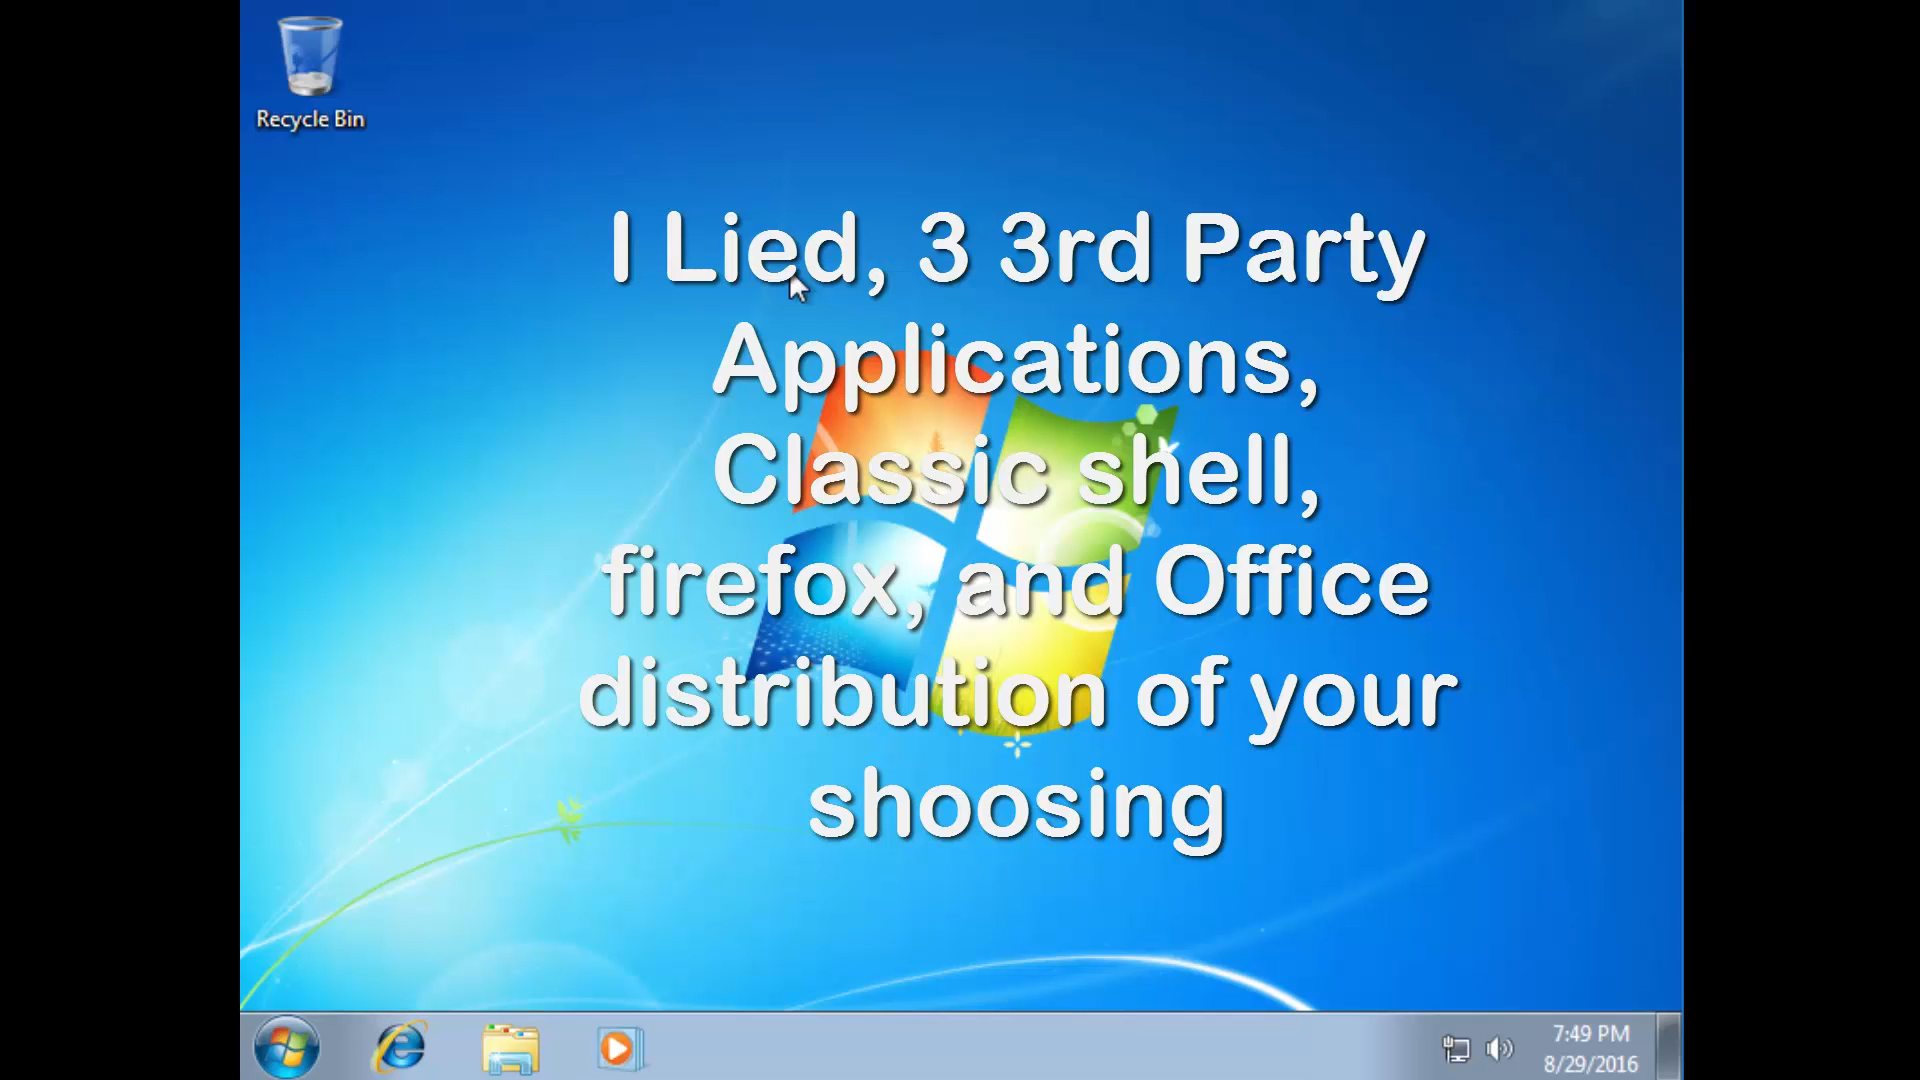 Recycle Bin
I Lied, 3 3rd Party
Applications,
Classic shell,
firefox, and Office
distribution of your
shoosing
7:49 PM
8/29/2016